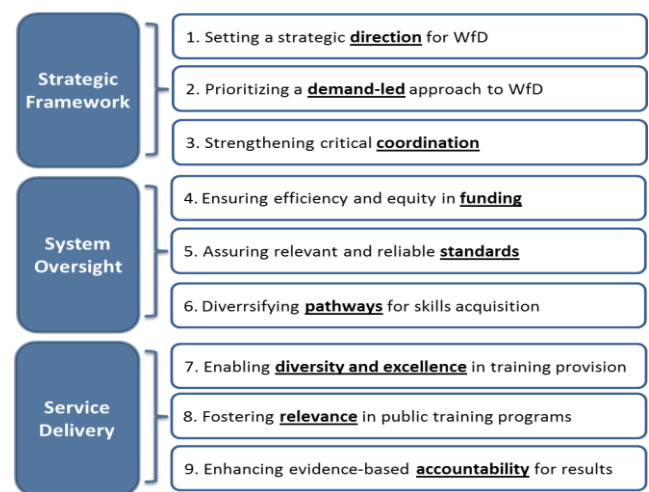 Strategic
Framework
1. Setting a strategic direction for WfD
2. Prioritizing a demand-led approach to WfD
3. Strengthening critical coordination
System
Oversight
4. Ensuring efficiency and equity in funding
5. Assuring relevant and reliable standards
6. Diverrsifying pathways for skills acquisition
Service
Delivery
7. Enabling diversity and excellence in training provision
8. Fostering relevance in public training programs
9. Enhancing evidence-based accountability for results